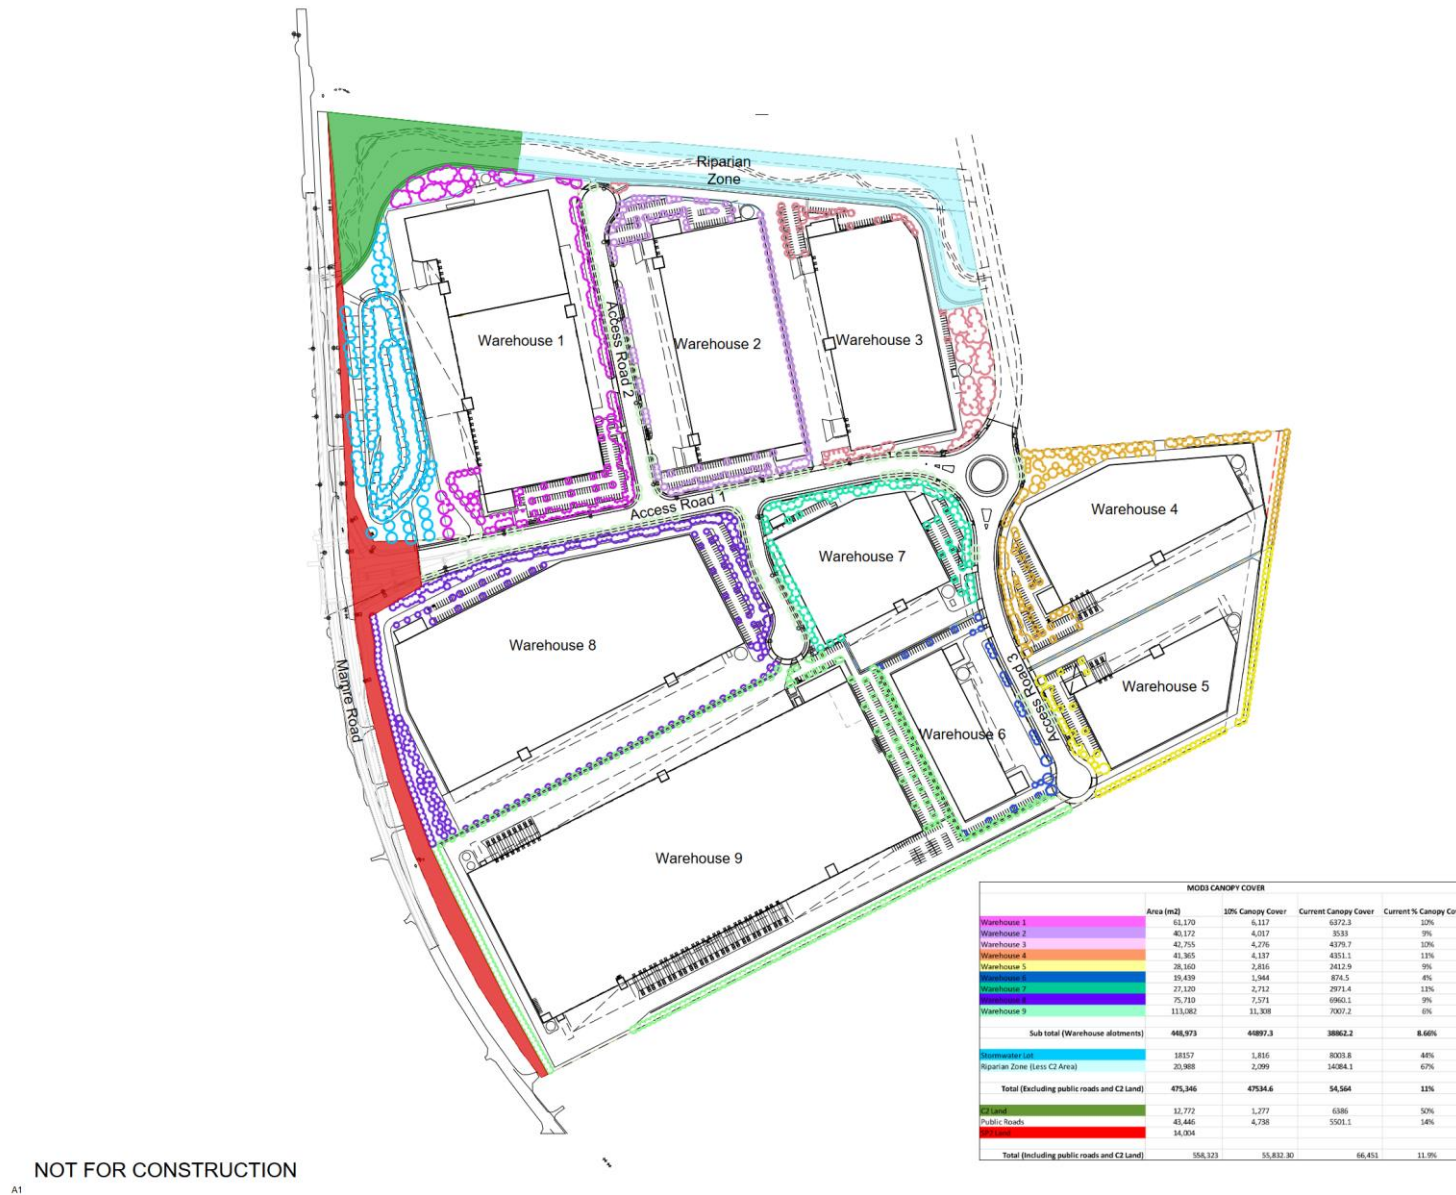 Riparian
Zone
Warehouse 1
Access Road 2
Warehouse 2
Warehouse 3
Access Road 1
Warehouse 4
Warehouse 7
Warehouse 8
Mamre Road
Access Road 3
Warehouse 5
Warehouse 6
Warehouse 9
MOD3 CANOPY COVER
Area (m2) 10% Canopy Cover Current Canopy Cover Current % Canopy Co
Warehouse 1 61,170 6,117 6372.3 10%
Warehouse 2 40,172 4,017 3533 9%
Warehouse 3 42,755 4,276 4379.7 10%
Warehouse 4 41,365 4,137 4351.1 11%
Warehouse 5 28,160 2,816 2412.9 9%
Warehouse 6 19,439 1,944 874.5 4%
Warehouse 7 27,120 2,712 2971.4 11%
Warehouse 8 75,710 7,571 6960.1 9%
Warehouse 9 113,082 11,308 7007.2 6%
Sub total (Warehouse alotments) 448,973 44897.3 38862.2 8.66%
Stormwater Lot 18157 1,816 8003.8 44%
Riparian Zone (Less C2 Area) 20,988 2,099 14084.1 67%
Total (Excluding public roads and C2 Land) 475,346 47534.6 54,564 11%
C2 Land 12,772 1,277 6386 50%
Public Roads 43,446 4,738 5501.1 14%
SP2 Land 14,004
Total (Including public roads and C2 Land) 558,323 55,832.30 66,451 11.9%
NOT FOR CONSTRUCTION
A1